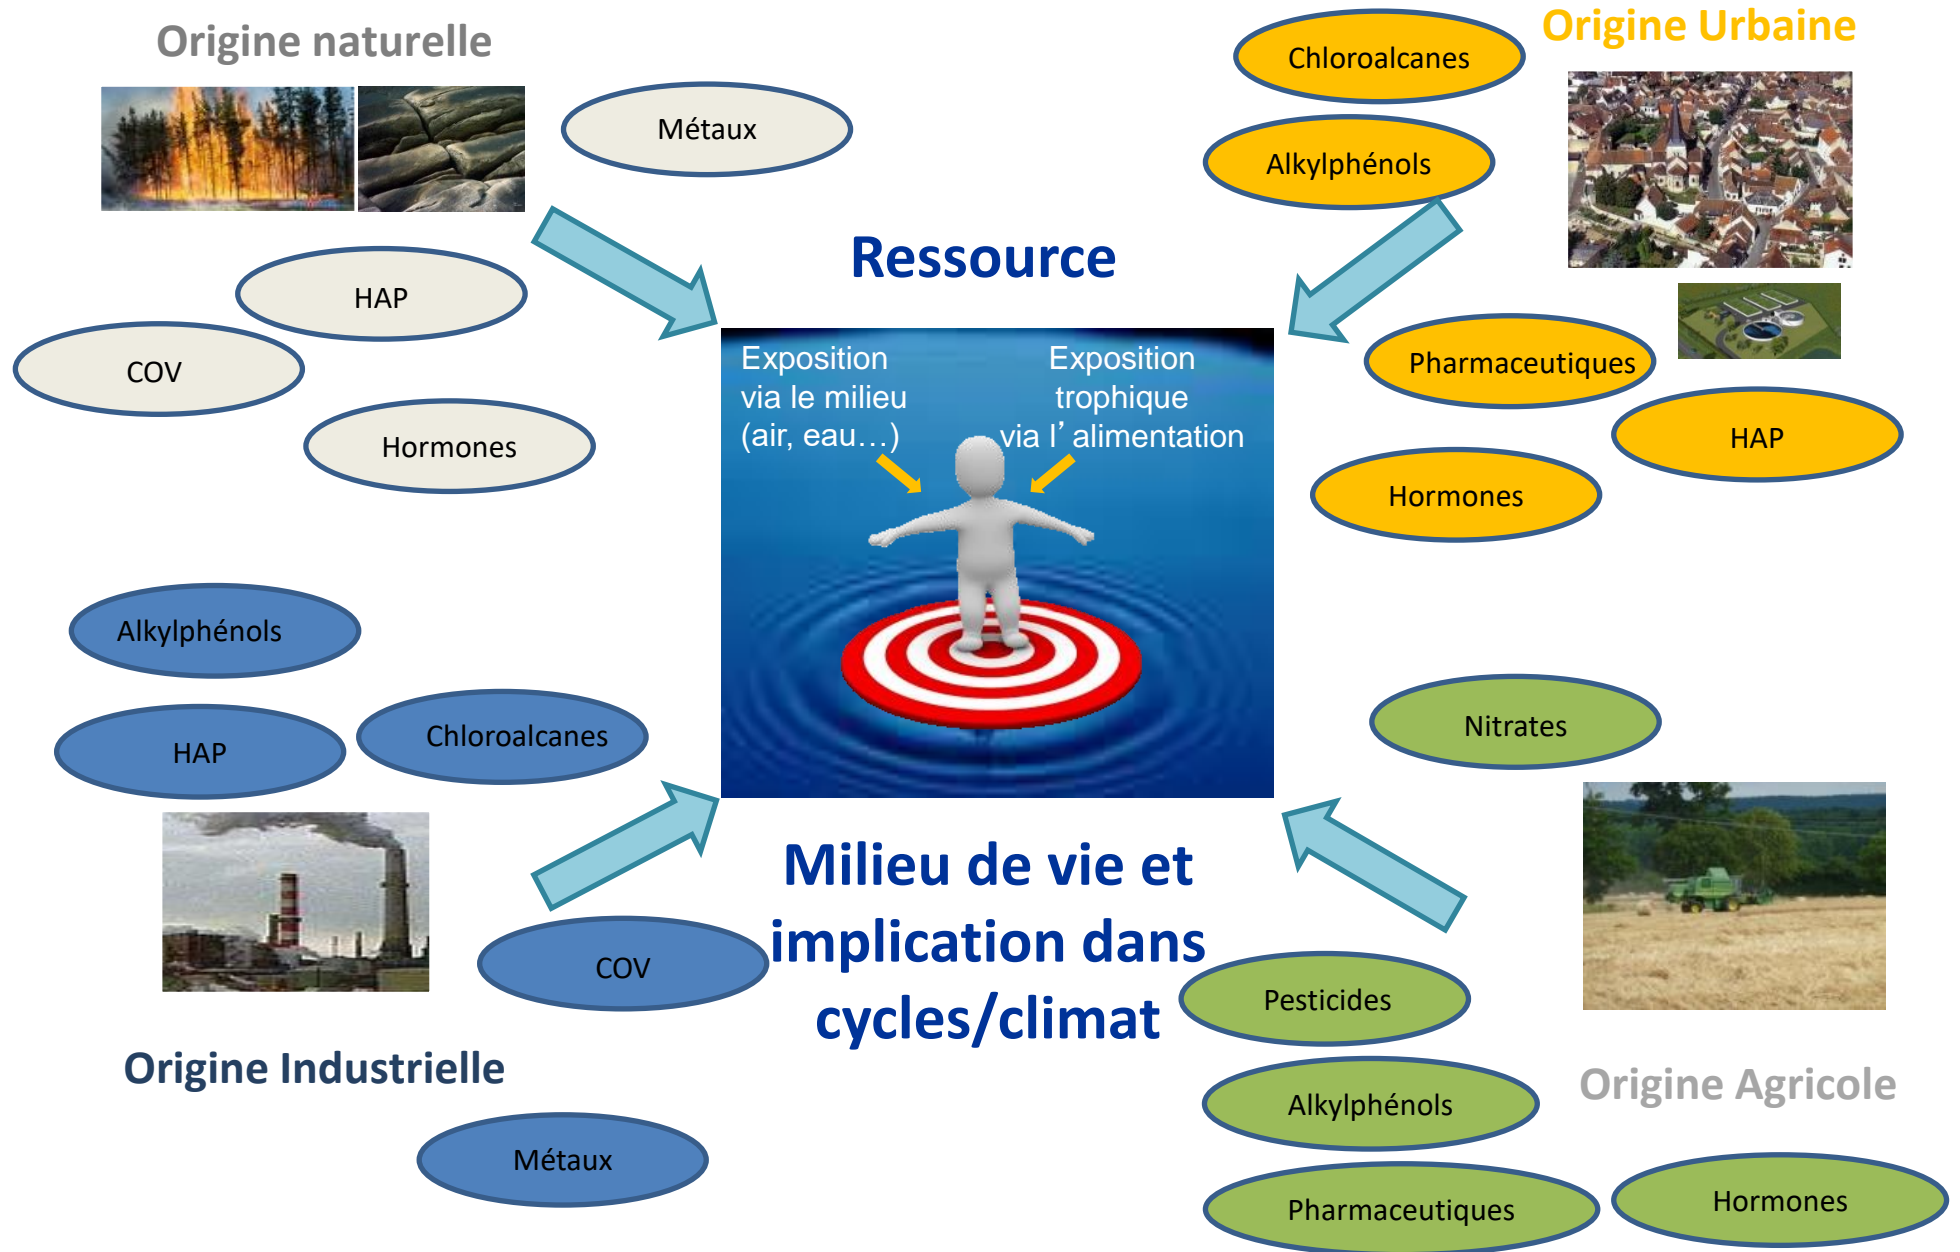 Origine naturelle
Métaux
HAP
COV
Hormones
Chloroalcanes
Origine Urbaine
Alkylphénols
Pharmaceutiques
HAP
Hormones
Ressource
Exposition
via le milieu
(air, eau…)
Exposition
trophique
via l’alimentation
Alkylphénols
HAP
Chloroalcanes
COV
Origine Industrielle
Métaux
Milieu de vie et
implication dans
cycles/climat
Nitrates
Pesticides
Origine Agricole
Alkylphénols
Pharmaceutiques
Hormones